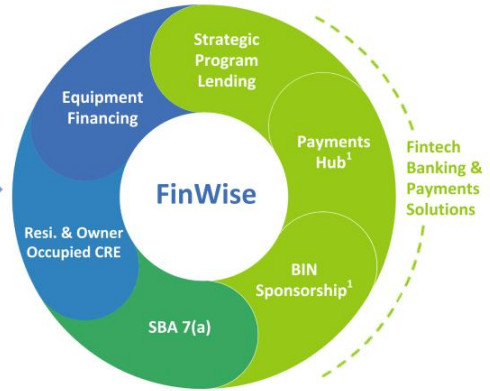 Strategic
Program
Lending
Equipment
Financing
Payments
Hub¹
Fintech
Banking &
Payments
Solutions
FinWise
Resi. & Owner
Occupied CRE
BIN
Sponsorship¹
SBA 7(a)